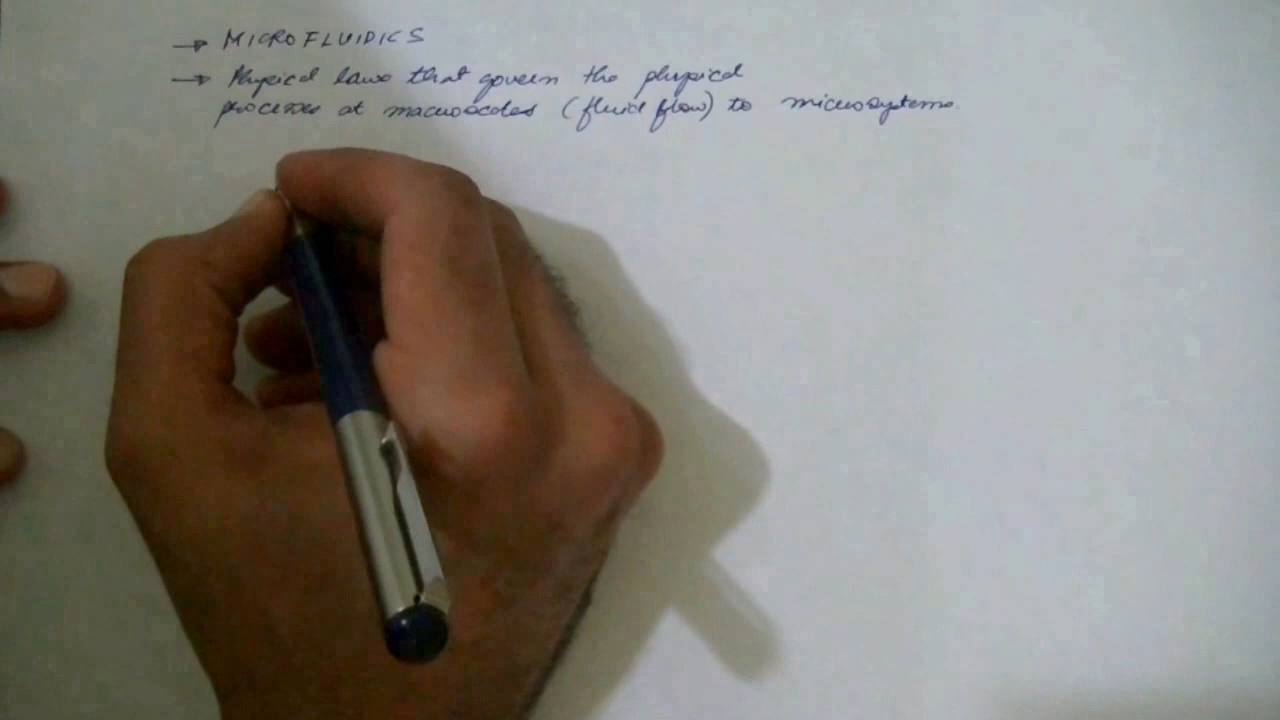 → MICROFLUIDICS
→ Physical laws that govern the physical
processes at macroscales (fluid flow) to microsystems.